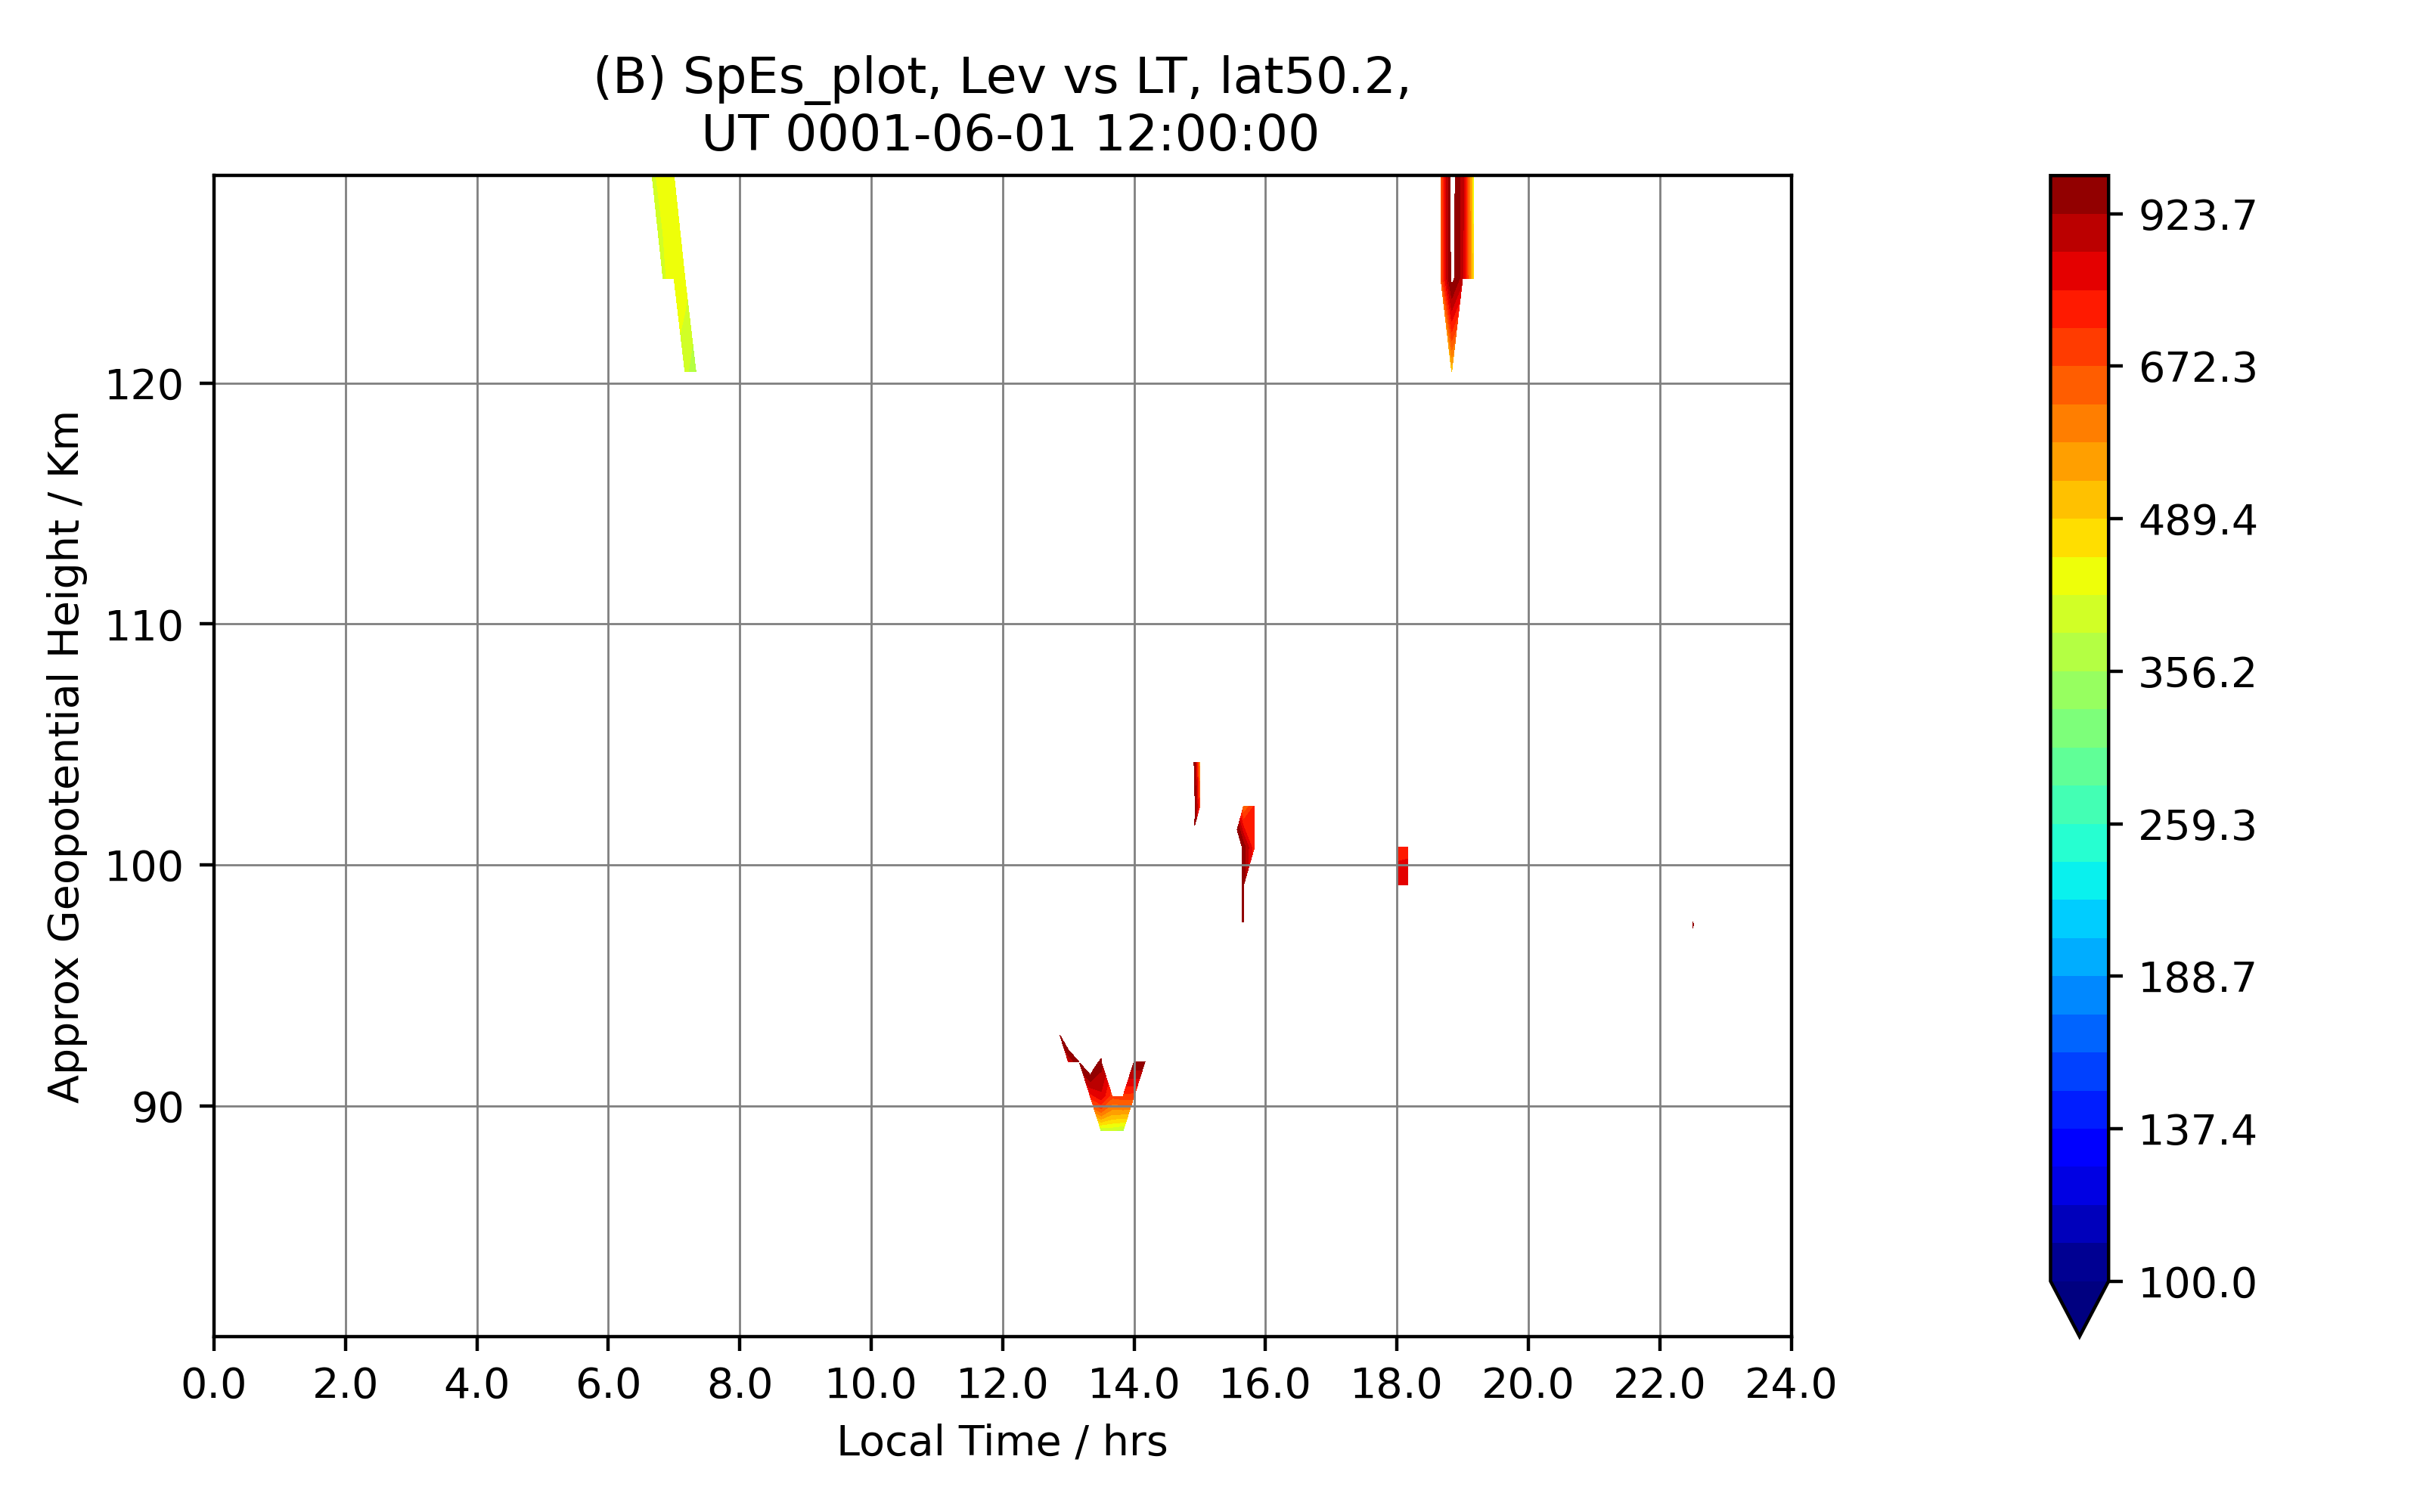 (B) SpEs_plot, Lev vs LT, lat50.2,
UT 0001-06-01 12:00:00
Approx Geopotential Height / Km
120
110
100
90
0.0 2.0 4.0 6.0 8.0 10.0 12.0 14.0 16.0 18.0 20.0 22.0 24.0
Local Time / hrs
923.7
672.3
489.4
356.2
259.3
188.7
137.4
100.0